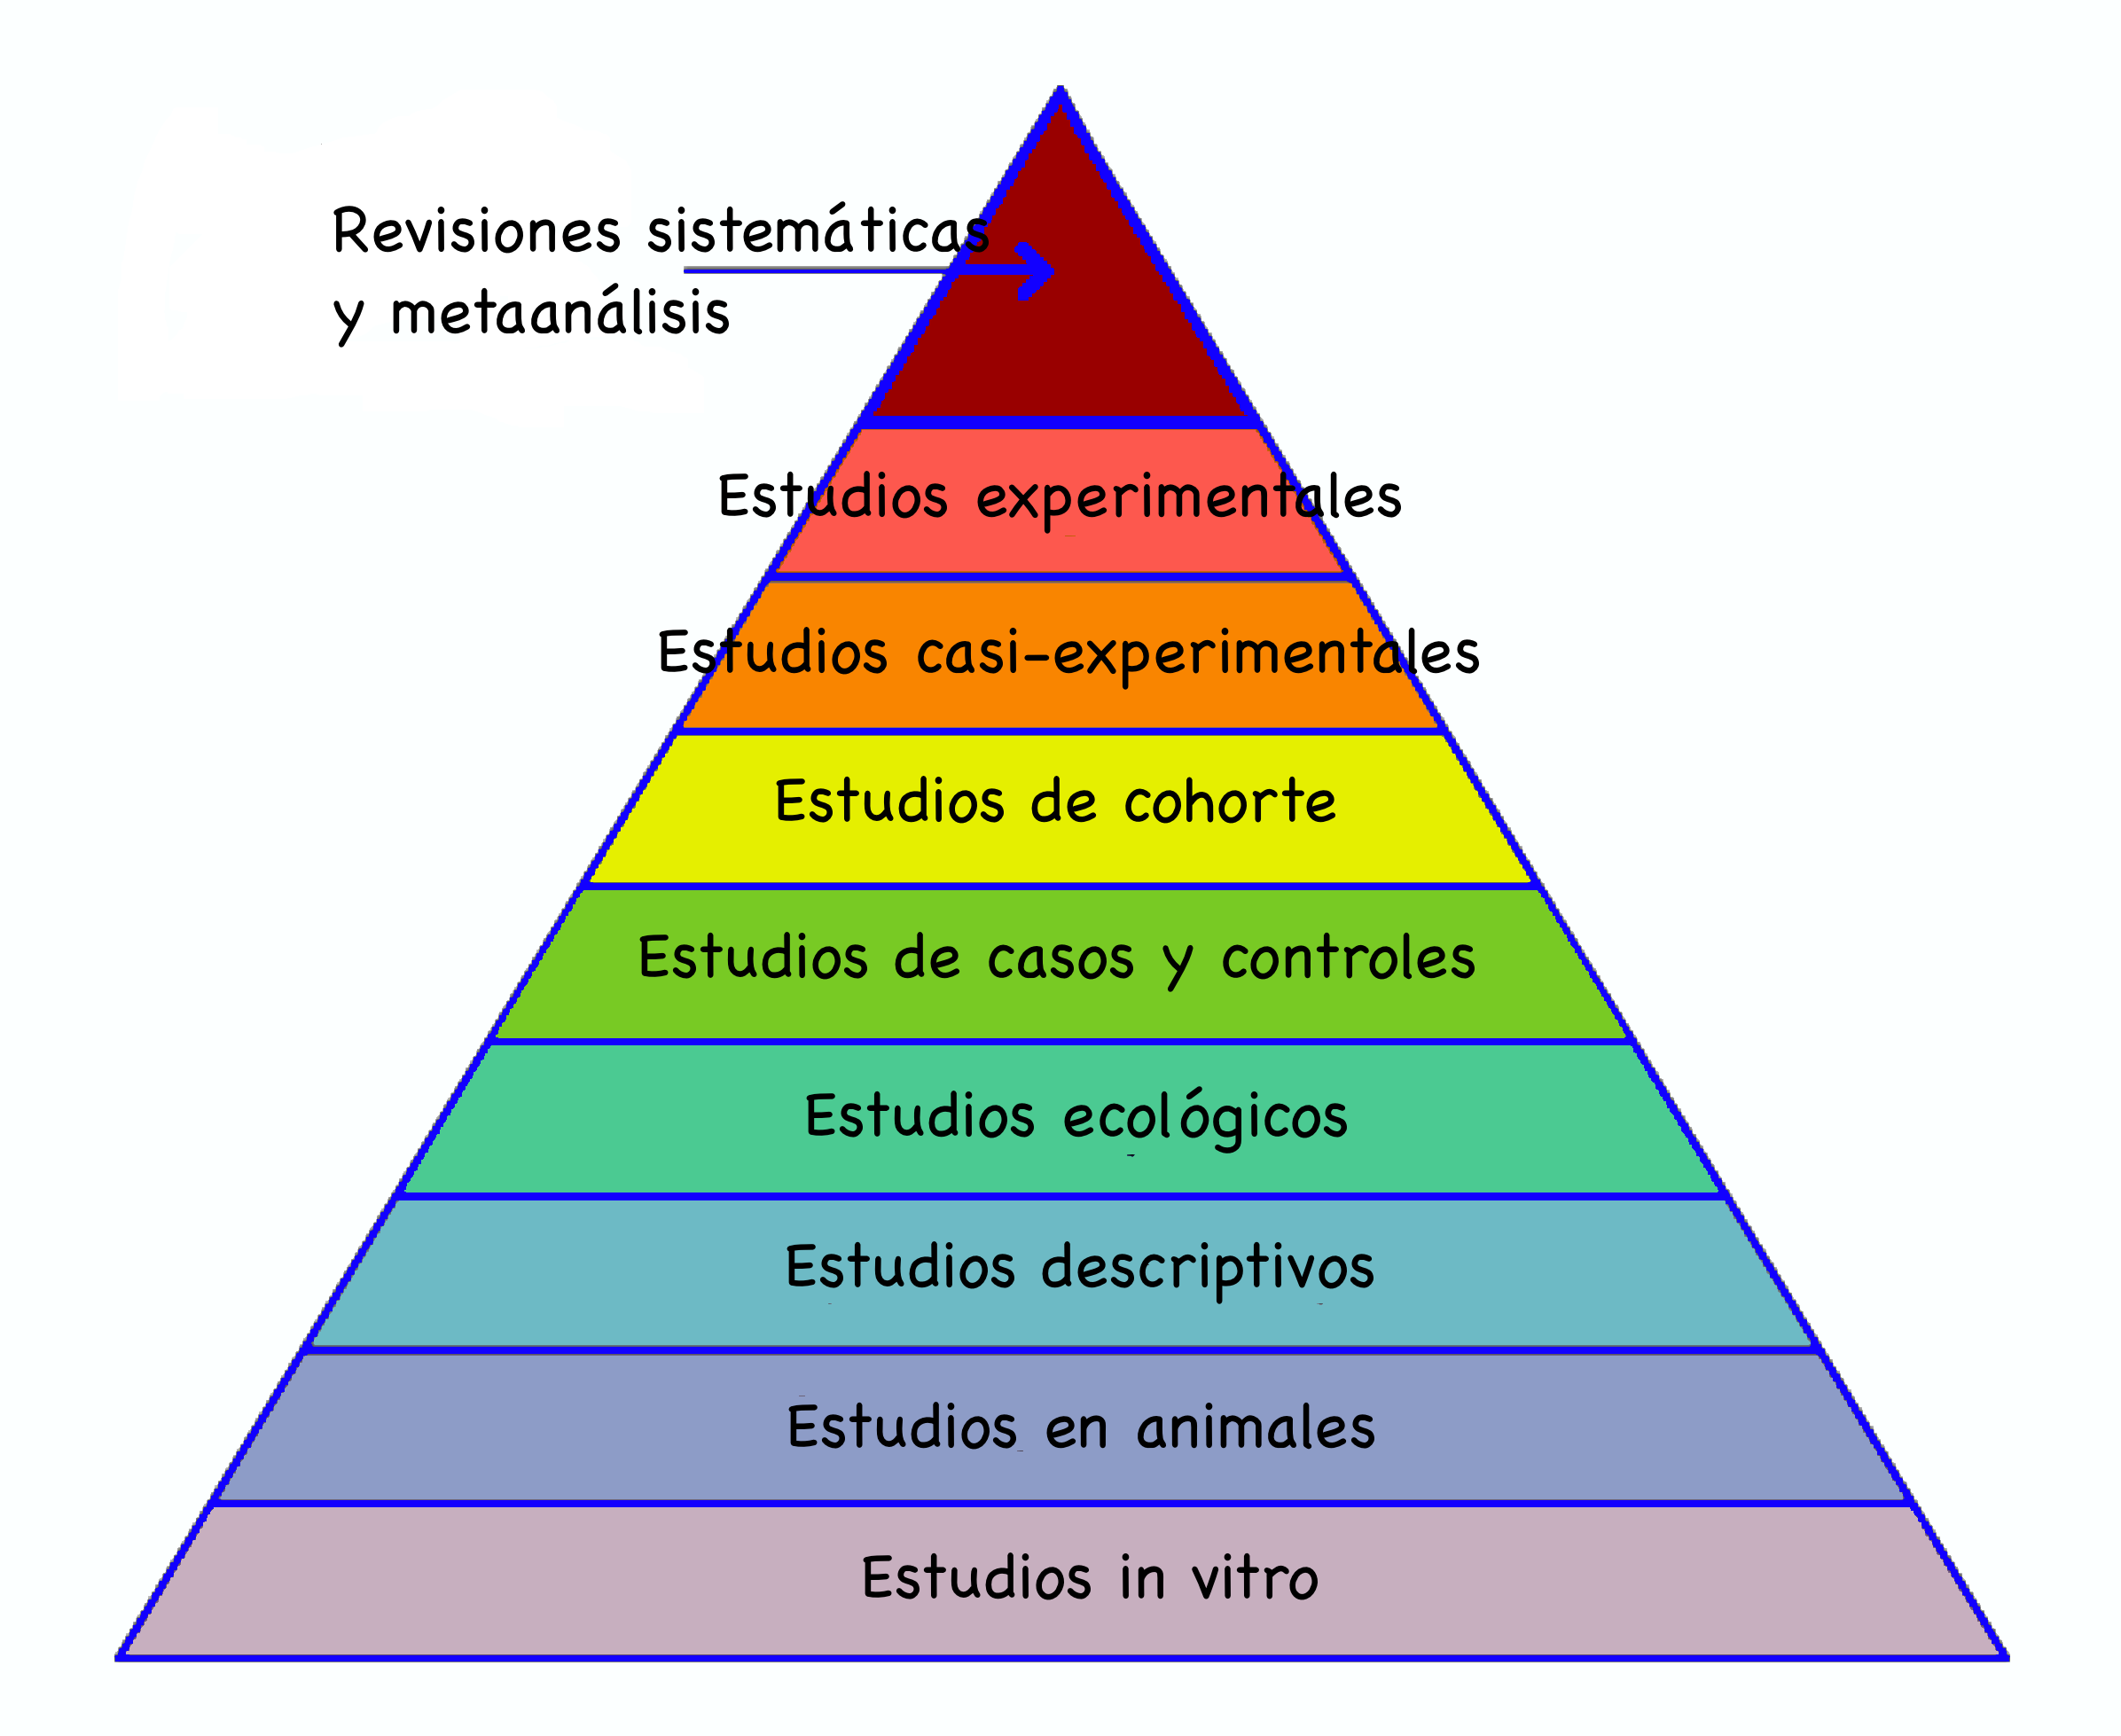 Revisiones sistemáticas
y metaanálisis
Estudios experimentales
Estudios casi-experimentales
Estudios de cohorte
Estudios de casos y controles
Estudios ecológicos
Estudios descriptivos
Estudios en animales
Estudios in vitro